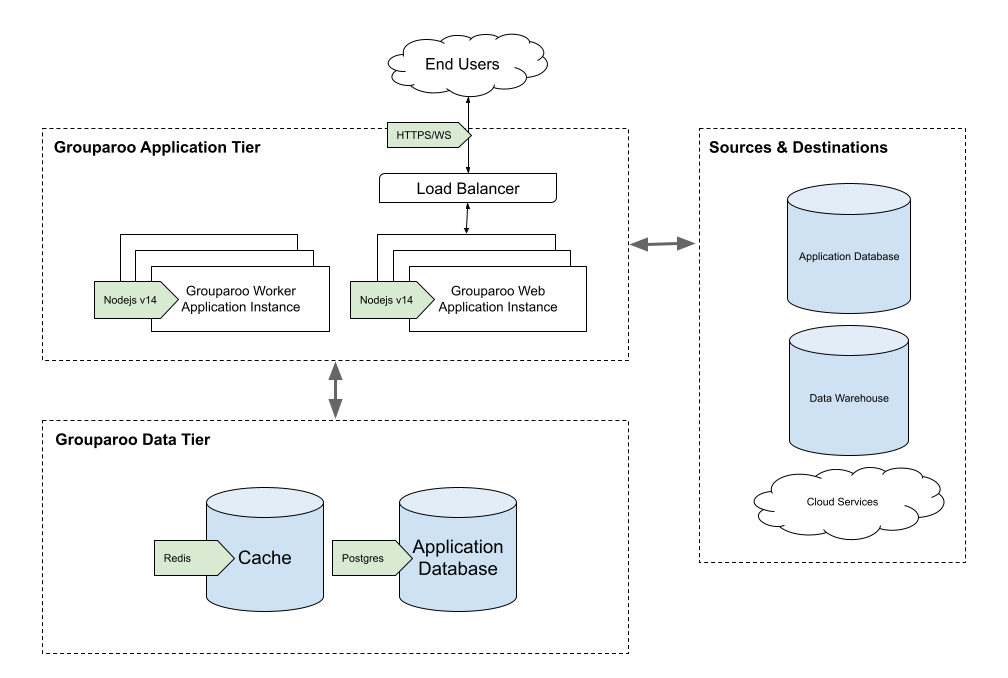 End Users
HTTPS/WS
Grouparoo Application Tier
Load Balancer
Nodejs v14
Grouparoo Worker
Application Instance
Nodejs v14
Grouparoo Web
Application Instance
Sources & Destinations
Application Database
Data Warehouse
Cloud Services
Grouparoo Data Tier
Redis
Cache
Postgres
Application
Database